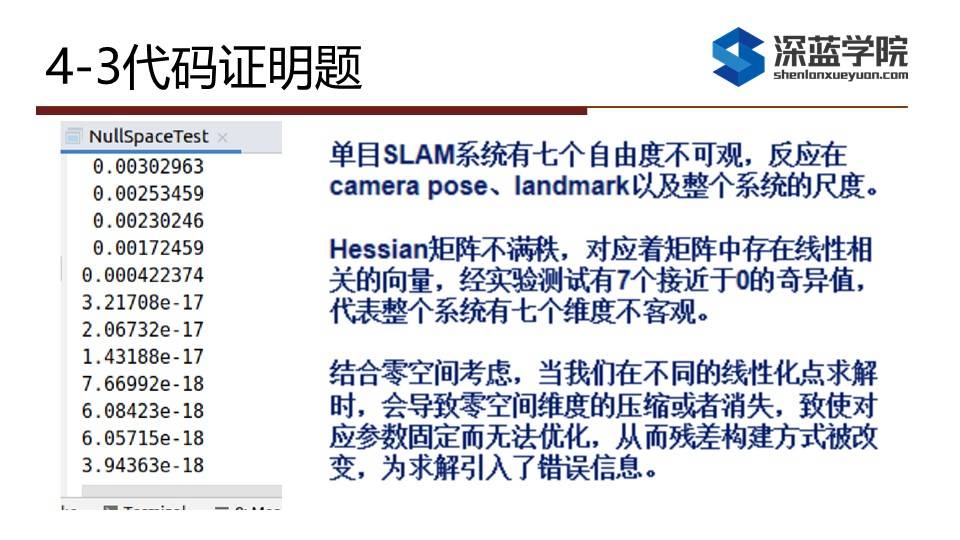 4-3代码证明题
深蓝学院
shenlanxueyuan.com
NullSpaceTest ×
0.00302963
0.00253459
0.00230246
0.00172459
0.000422374
3.21708e-17
2.06732e-17
1.43188e-17
7.66992e-18
6.08423e-18
6.05715e-18
3.94363e-18
单目SLAM系统有七个自由度不可观，反应在
camera pose、landmark以及整个系统的尺度。
Hessian矩阵不满秩，对应着矩阵中存在线性相
关的向量，经实验测试有7个接近于0的奇异值，
代表整个系统有七个维度不客观。
结合零空间考虑，当我们在不同的线性化点求解
时，会导致零空间维度的压缩或者消失，致使对
应参数固定而无法优化，从而残差构建方式被改
变，为求解引入了错误信息。